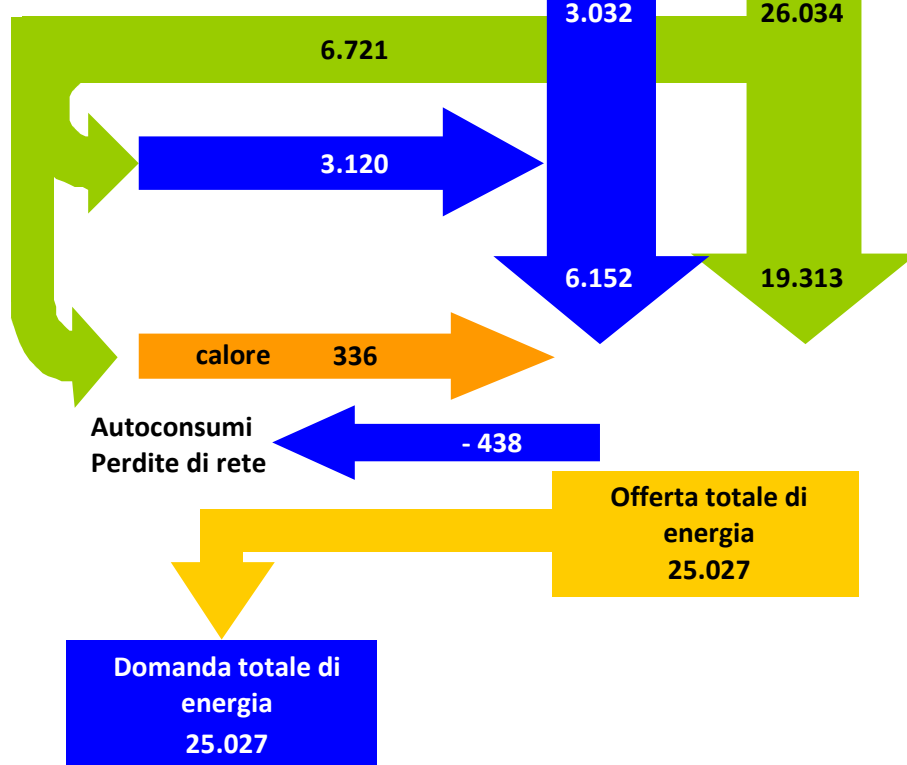 3.032
26.034
6.721
3.120
6.152
19.313
calore 336
Autoconsumi
Perdite di rete
- 438
Offerta totale di
energia
25.027
Domanda totale di
energia
25.027